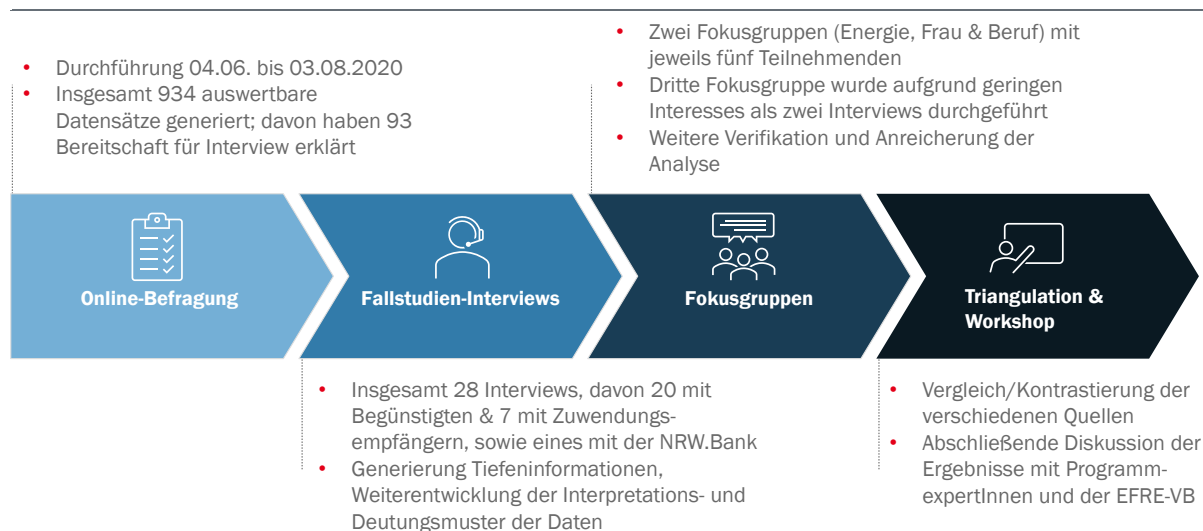 • Durchführung 04.06. bis 03.08.2020
• Insgesamt 934 auswertbare
Datensätze generiert; davon haben 93
Bereitschaft für Interview erklärt
• Zwei Fokusgruppen (Energie, Frau & Beruf) mit
jeweils fünf Teilnehmenden
• Dritte Fokusgruppe wurde aufgrund geringen
Interesses als zwei Interviews durchgeführt
• Weitere Verifikation und Anreicherung der
Analyse
Online-Befragung
Fallstudien-Interviews
Fokusgruppen
Triangulation &
Workshop
• Insgesamt 28 Interviews, davon 20 mit
Begünstigten & 7 mit Zuwendungs-
empfängern, sowie eines mit der NRW.Bank
• Generierung Tiefeninformationen,
Weiterentwicklung der Interpretations- und
Deutungsmuster der Daten
• Vergleich/Kontrastierung der
verschiedenen Quellen
• Abschließende Diskussion der
Ergebnisse mit Programm-
expertInnen und der EFRE-VB